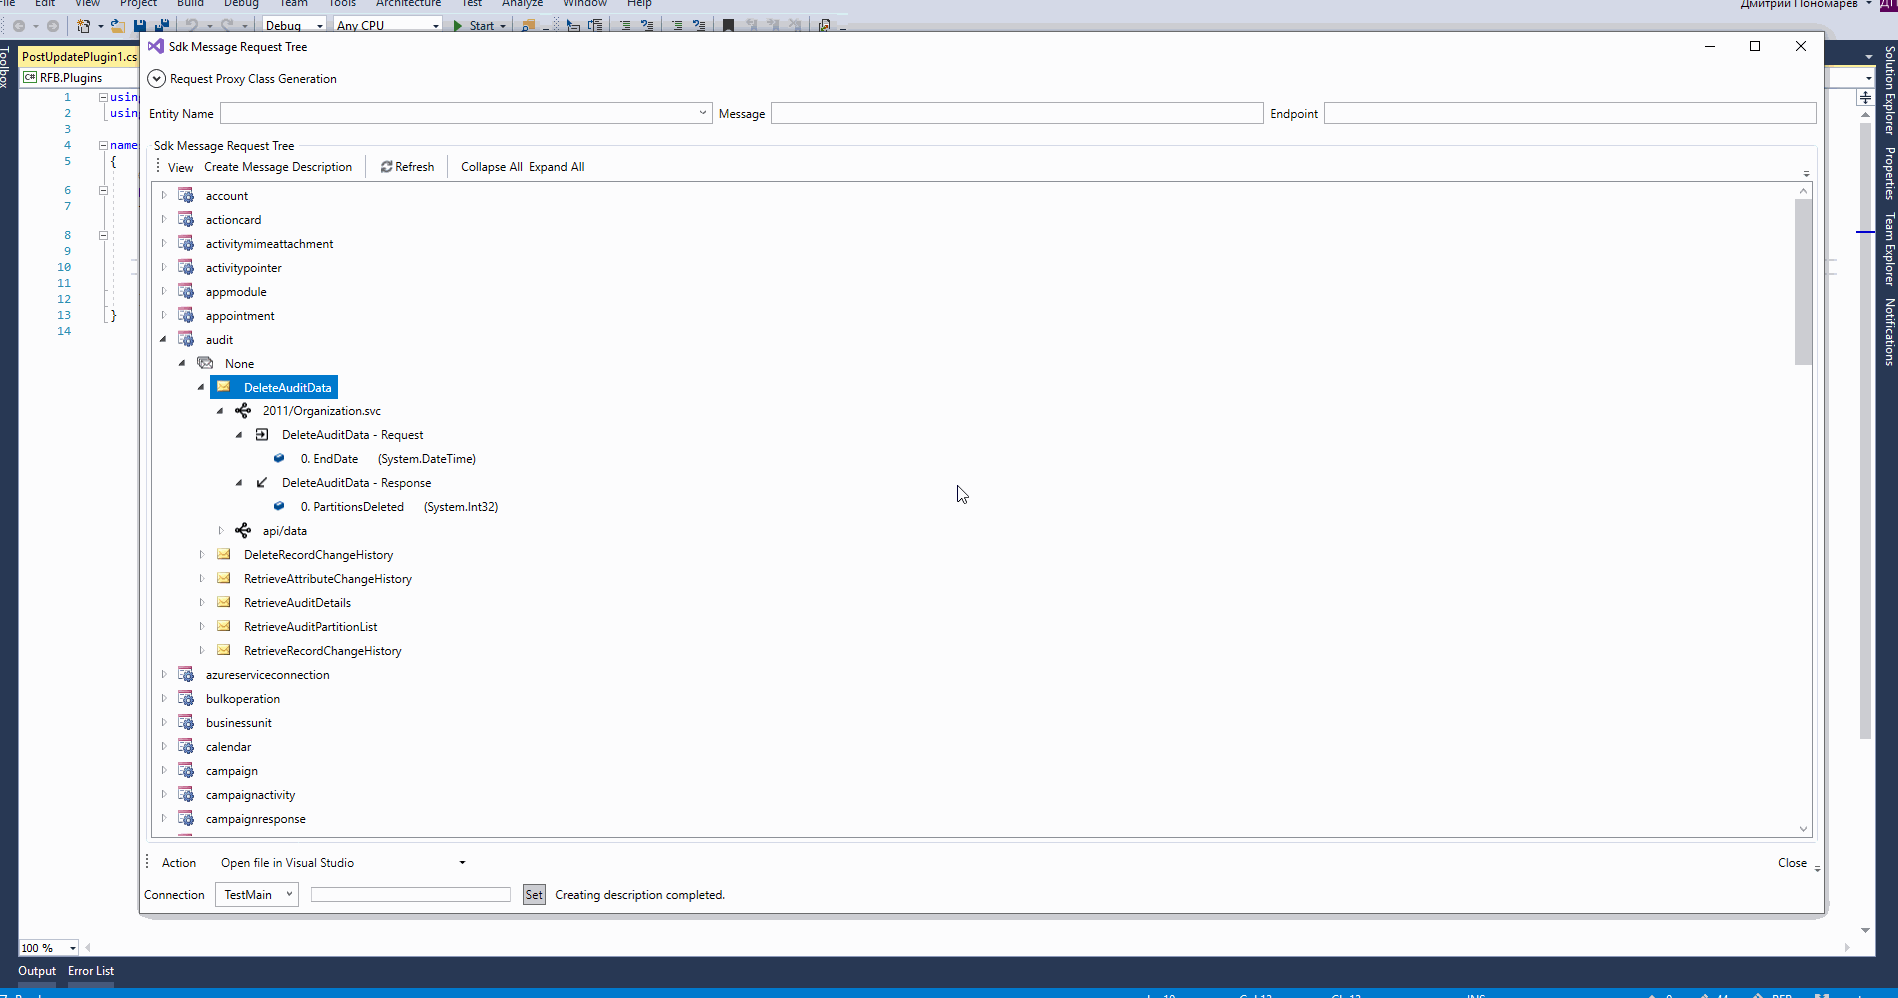 File Edit View Project Build Debug Team Tools Architecture Test Analyze Window Help Дмитрий Пономарев
Debug Any CPU Start
Toolbox
PostUpdatePlugin1.cs
RFB.Plugins
1 usin
2 usin
3
4 name
5 {
6
7
8
9
10
11
12
13 }
14
Sdk Message Request Tree
Request Proxy Class Generation
Entity Name Message Endpoint
Sdk Message Request Tree
View Create Message Description Refresh Collapse All Expand All
account
actioncard
activitymimeattachment
activitypointer
appmodule
appointment
audit
None
DeleteAuditData
2011/Organization.svc
DeleteAuditData - Request
0. EndDate (System.DateTime)
DeleteAuditData - Response
0. PartitionsDeleted (System.Int32)
api/data
DeleteRecordChangeHistory
RetrieveAttributeChangeHistory
RetrieveAuditDetails
RetrieveAuditPartitionList
RetrieveRecordChangeHistory
azureserviceconnection
bulkoperation
businessunit
calendar
campaign
campaignactivity
campaignresponse
Action Open file in Visual Studio Close
Connection TestMain Set Creating description completed.
Solution Explorer
Properties
Team Explorer
Notifications
100 %
Output Error List